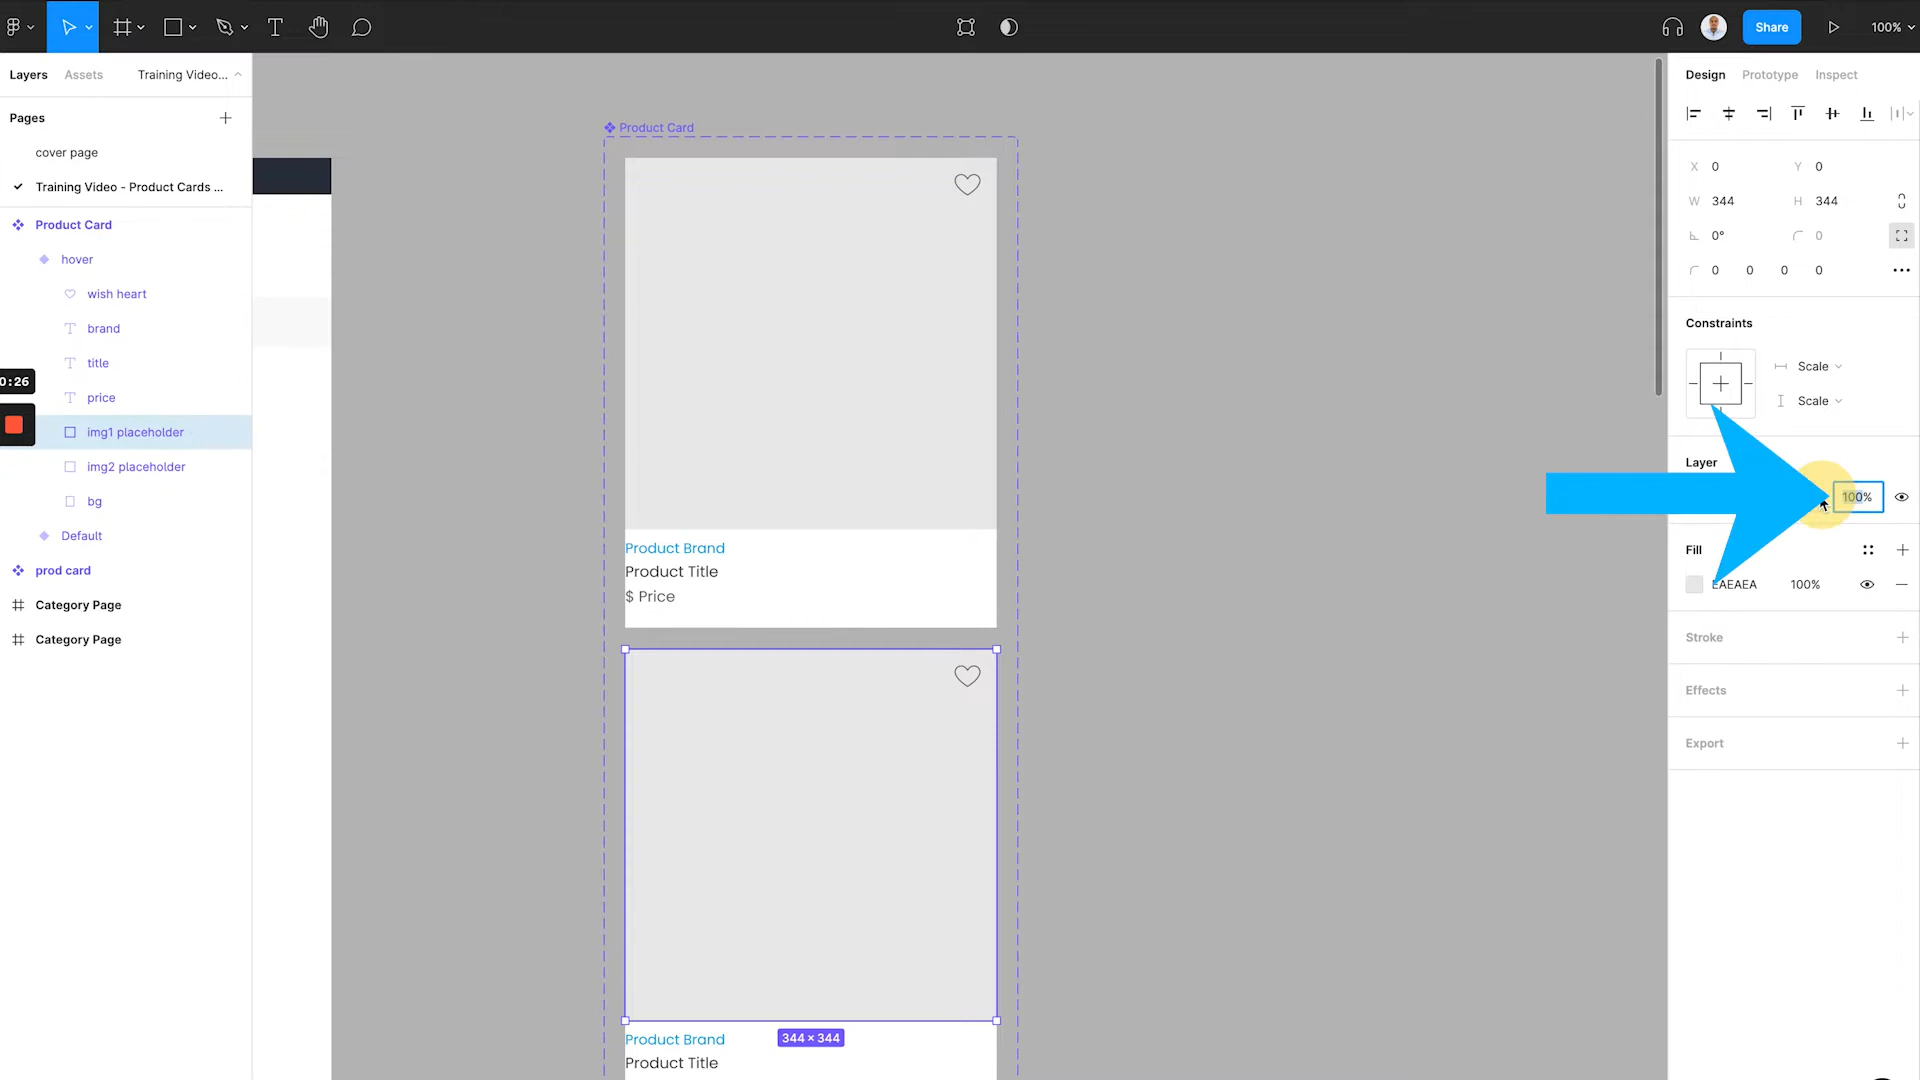 Share
100%
Layers
Assets
Training Video...
Pages
cover page
Training Video - Product Cards ...
Product Card
hover
wish heart
brand
title
price
img1 placeholder
img2 placeholder
bg
Default
prod card
Category Page
Category Page
0:26
Product Card
Product Brand
Product Title
$ Price
Product Brand
344 × 344
Product Title
Design
Prototype
Inspect
X 0
Y 0
W 344
H 344
0°
0
0 0 0 0
Constraints
Scale
Scale
Layer
100%
Fill
EAEAEA
100%
Stroke
Effects
Export